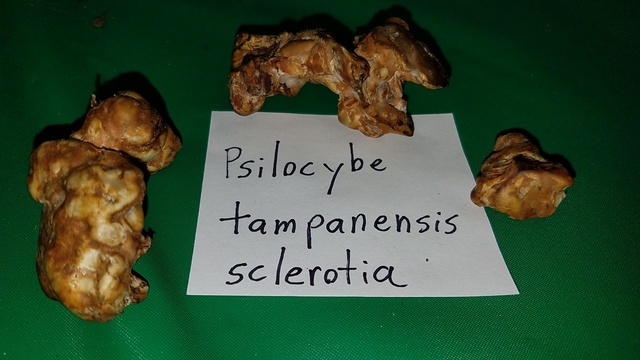 Psilocybe
tampanensis
sclerotia